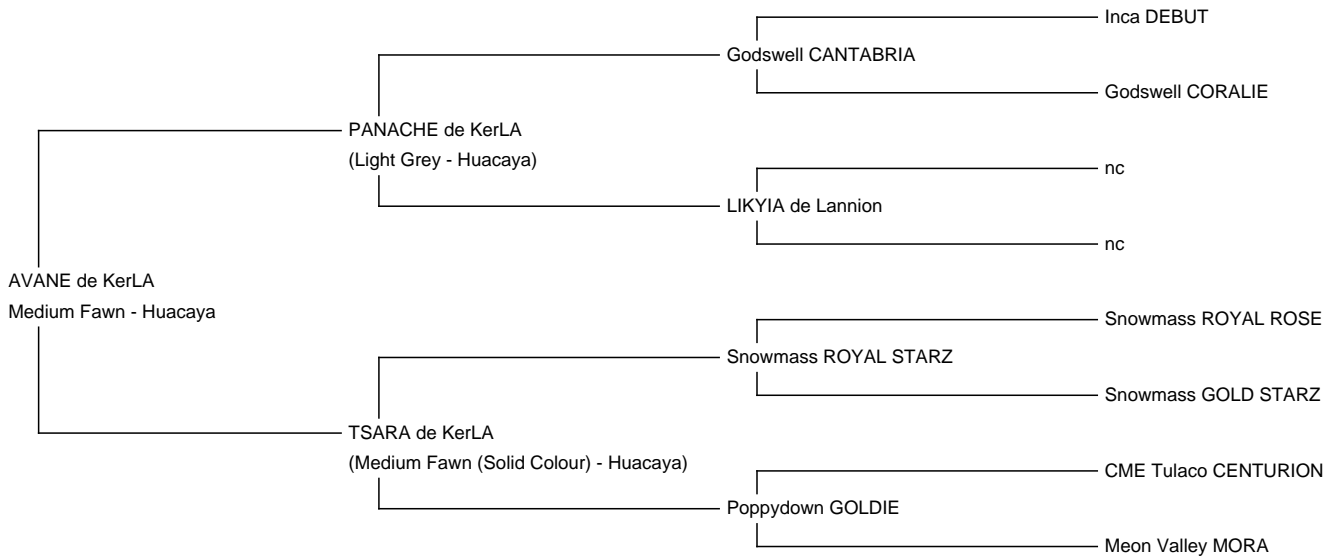 Inca DEBUT
Godswell CANTABRIA
Godswell CORALIE
PANACHE de KerLA
(Light Grey - Huacaya)
nc
LIKYIA de Lannion
nc
AVANE de KerLA
Medium Fawn - Huacaya
Snowmass ROYAL ROSE
Snowmass ROYAL STARZ
Snowmass GOLD STARZ
TSARA de KerLA
(Medium Fawn (Solid Colour) - Huacaya)
CME Tulaco CENTURION
Poppydown GOLDIE
Meon Valley MORA